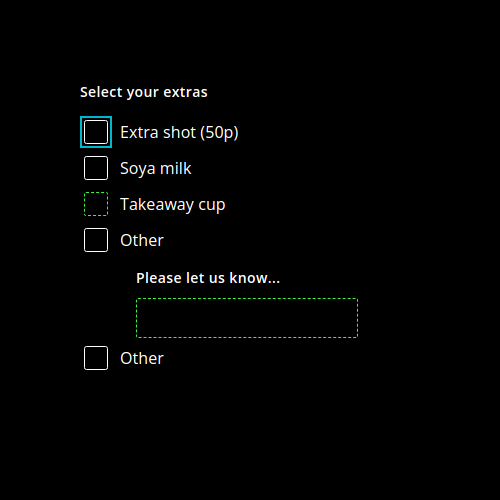 Select your extras
Extra shot (50p)
Soya milk
Takeaway cup
Other
Please let us know...
Other